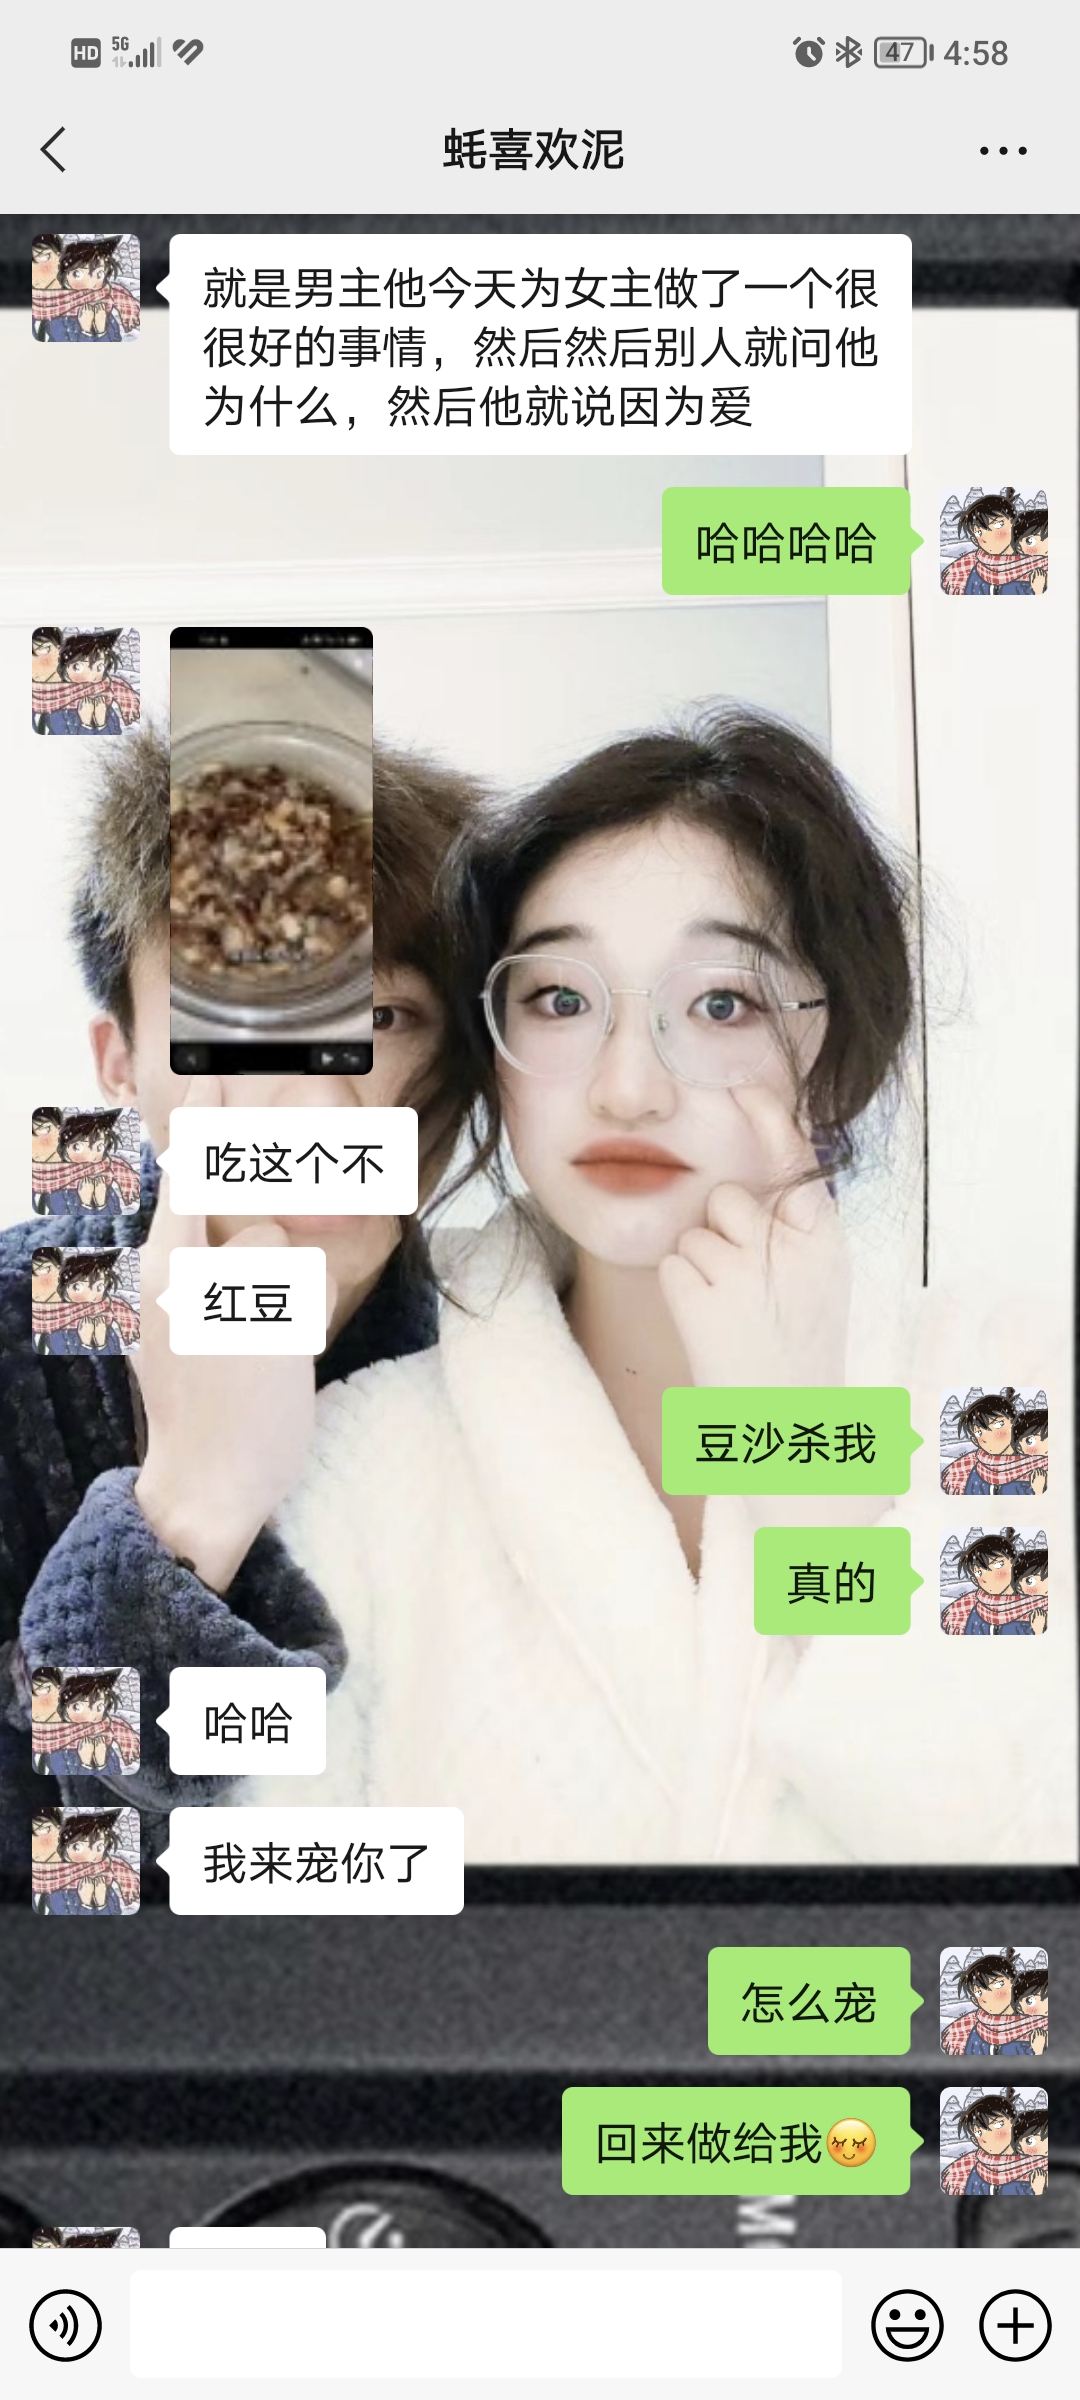 HD 5G 47 4:58
蚝喜欢泥
就是男主他今天为女主做了一个很
很好的事情，然后然后别人就问他
为什么，然后他就说因为爱
哈哈哈哈
吃这个不
红豆
豆沙杀我
真的
哈哈
我来宠你了
怎么宠
回来做给我😌